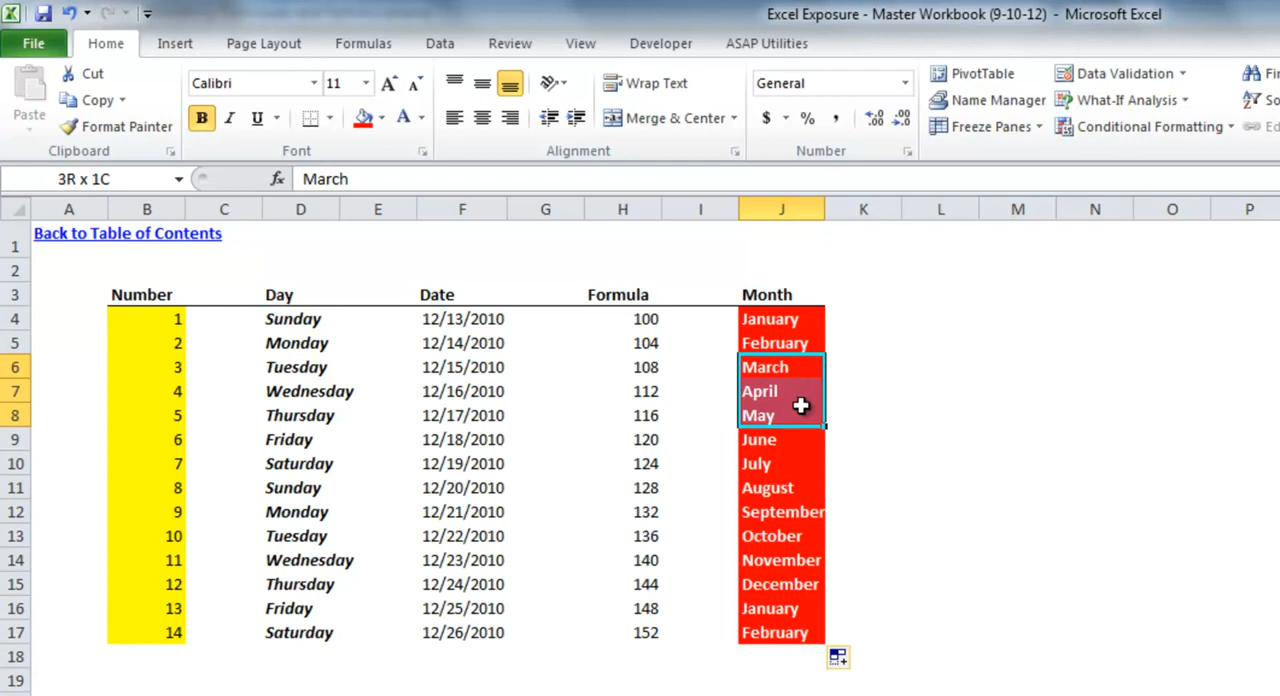 Excel Exposure - Master Workbook (9-10-12) - Microsoft Excel
File Home Insert Page Layout Formulas Data Review View Developer ASAP Utilities
Cut Calibri 11 A A Wrap Text General PivotTable Data Validation
Paste Copy Name Manager What-If Analysis
Format Painter B I U A Merge & Center $ % , .00 .00 Freeze Panes Conditional Formatting
Clipboard Font Alignment Number
3R x 1C fx March
A B C D E F G H I J K L M N O P
1 Back to Table of Contents
2
3 Number Day Date Formula Month
4 1 Sunday 12/13/2010 100 January
5 2 Monday 12/14/2010 104 February
6 3 Tuesday 12/15/2010 108 March
7 4 Wednesday 12/16/2010 112 April
8 5 Thursday 12/17/2010 116 May
9 6 Friday 12/18/2010 120 June
10 7 Saturday 12/19/2010 124 July
11 8 Sunday 12/20/2010 128 August
12 9 Monday 12/21/2010 132 September
13 10 Tuesday 12/22/2010 136 October
14 11 Wednesday 12/23/2010 140 November
15 12 Thursday 12/24/2010 144 December
16 13 Friday 12/25/2010 148 January
17 14 Saturday 12/26/2010 152 February
18
19